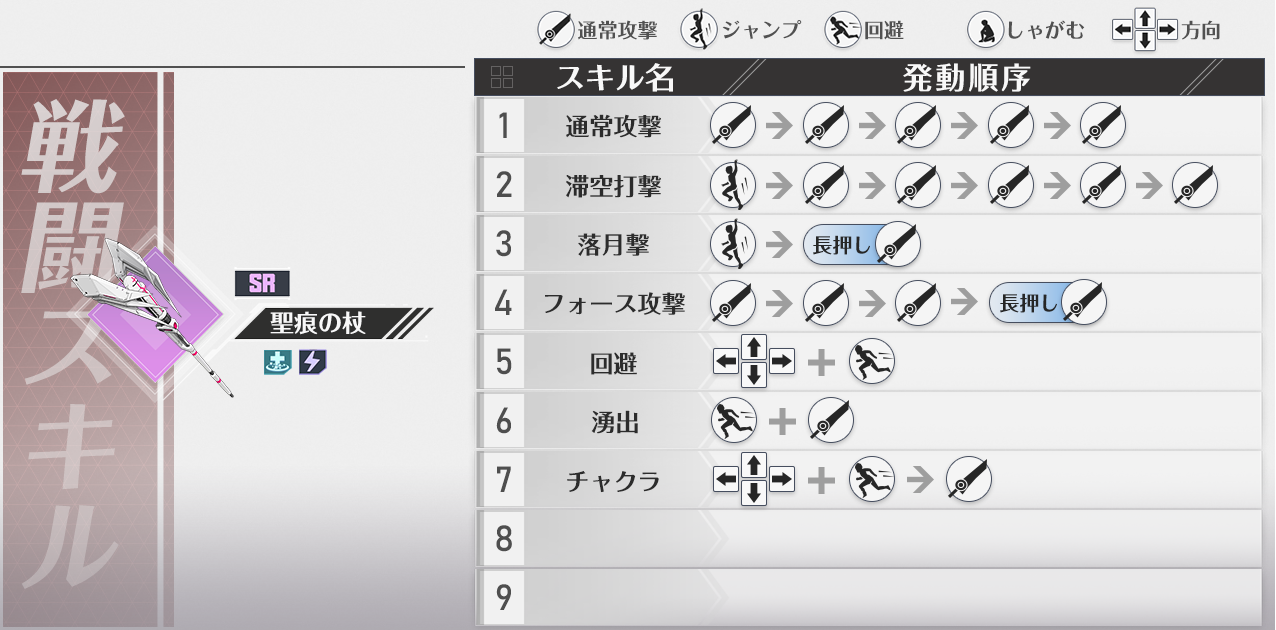 通常攻撃 ジャンプ 回避 しゃがむ 方向
戦闘スキル
SR
聖痕の杖
スキル名 発動順序
1 通常攻撃
2 滞空打撃
3 落月撃 長押し
4 フォース攻撃 長押し
5 回避
6 湧出
7 チャクラ
8
9